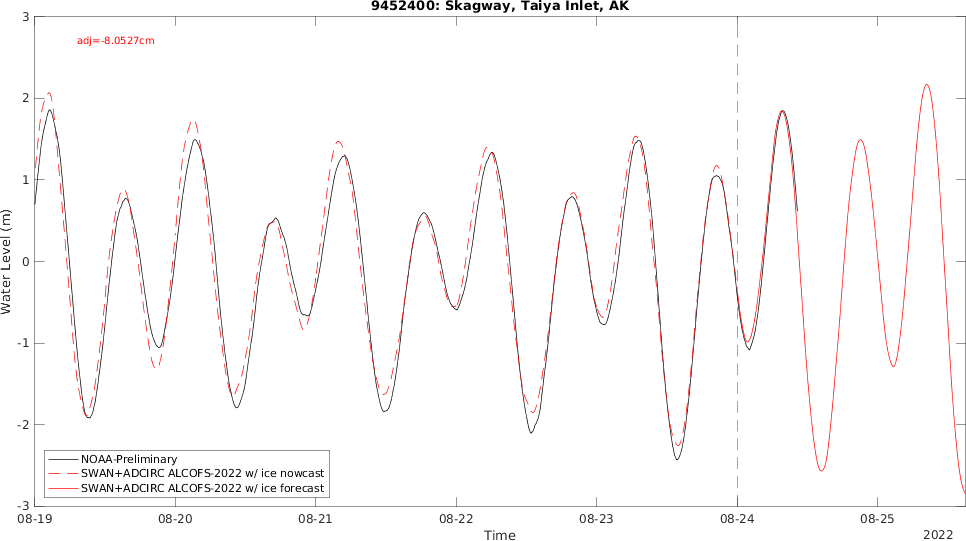 9452400: Skagway, Taiya Inlet, AK
adj=-8.0527cm
3
2
1
0
-1
-2
-3
Water Level (m)
NOAA-Preliminary
SWAN+ADCIRC ALCOFS-2022 w/ ice nowcast
SWAN+ADCIRC ALCOFS-2022 w/ ice forecast
08-19 08-20 08-21 08-22 08-23 08-24 08-25
Time
2022